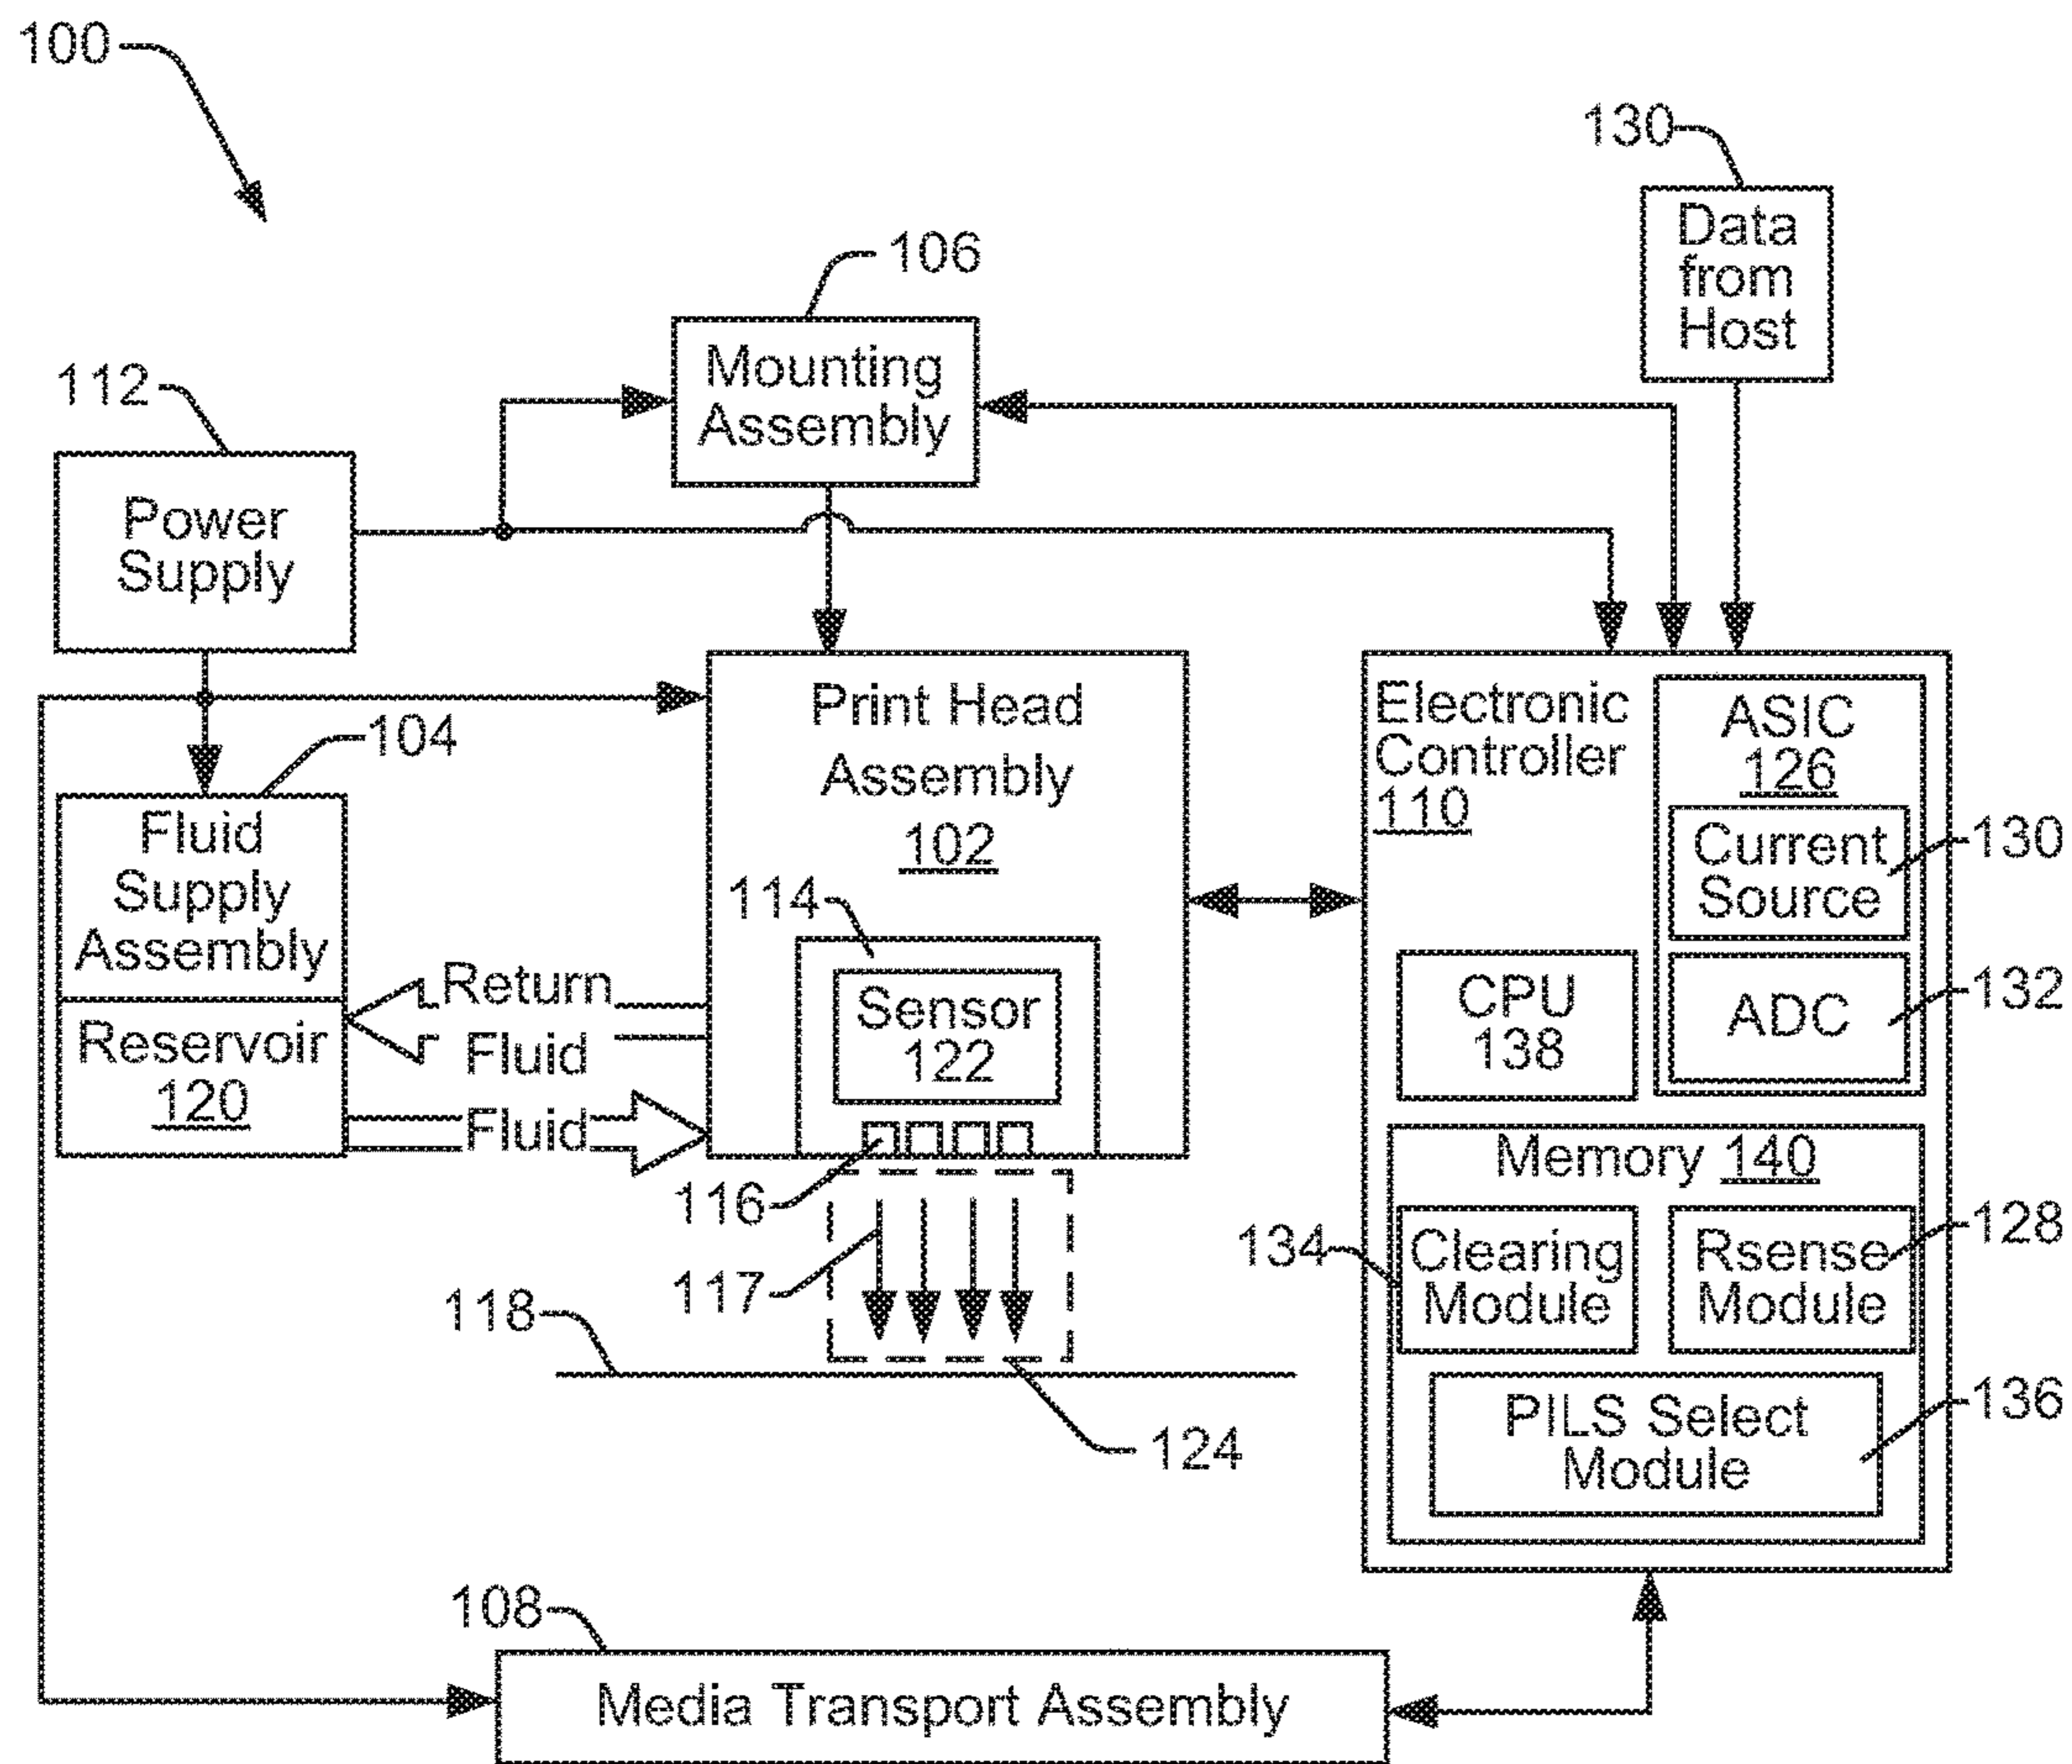 100
130
Data
from
Host
106
Mounting
Assembly
112
Power
Supply
104
Fluid
Supply
Assembly
Reservoir
120
Return
Fluid
Fluid
Print Head
Assembly
102
114
Sensor
122
116
117
118
124
Electronic
Controller
110
ASIC
126
Current
Source
130
ADC
132
CPU
138
Memory 140
134
Clearing
Module
Rsense
Module
128
PILS Select
Module
136
108
Media Transport Assembly